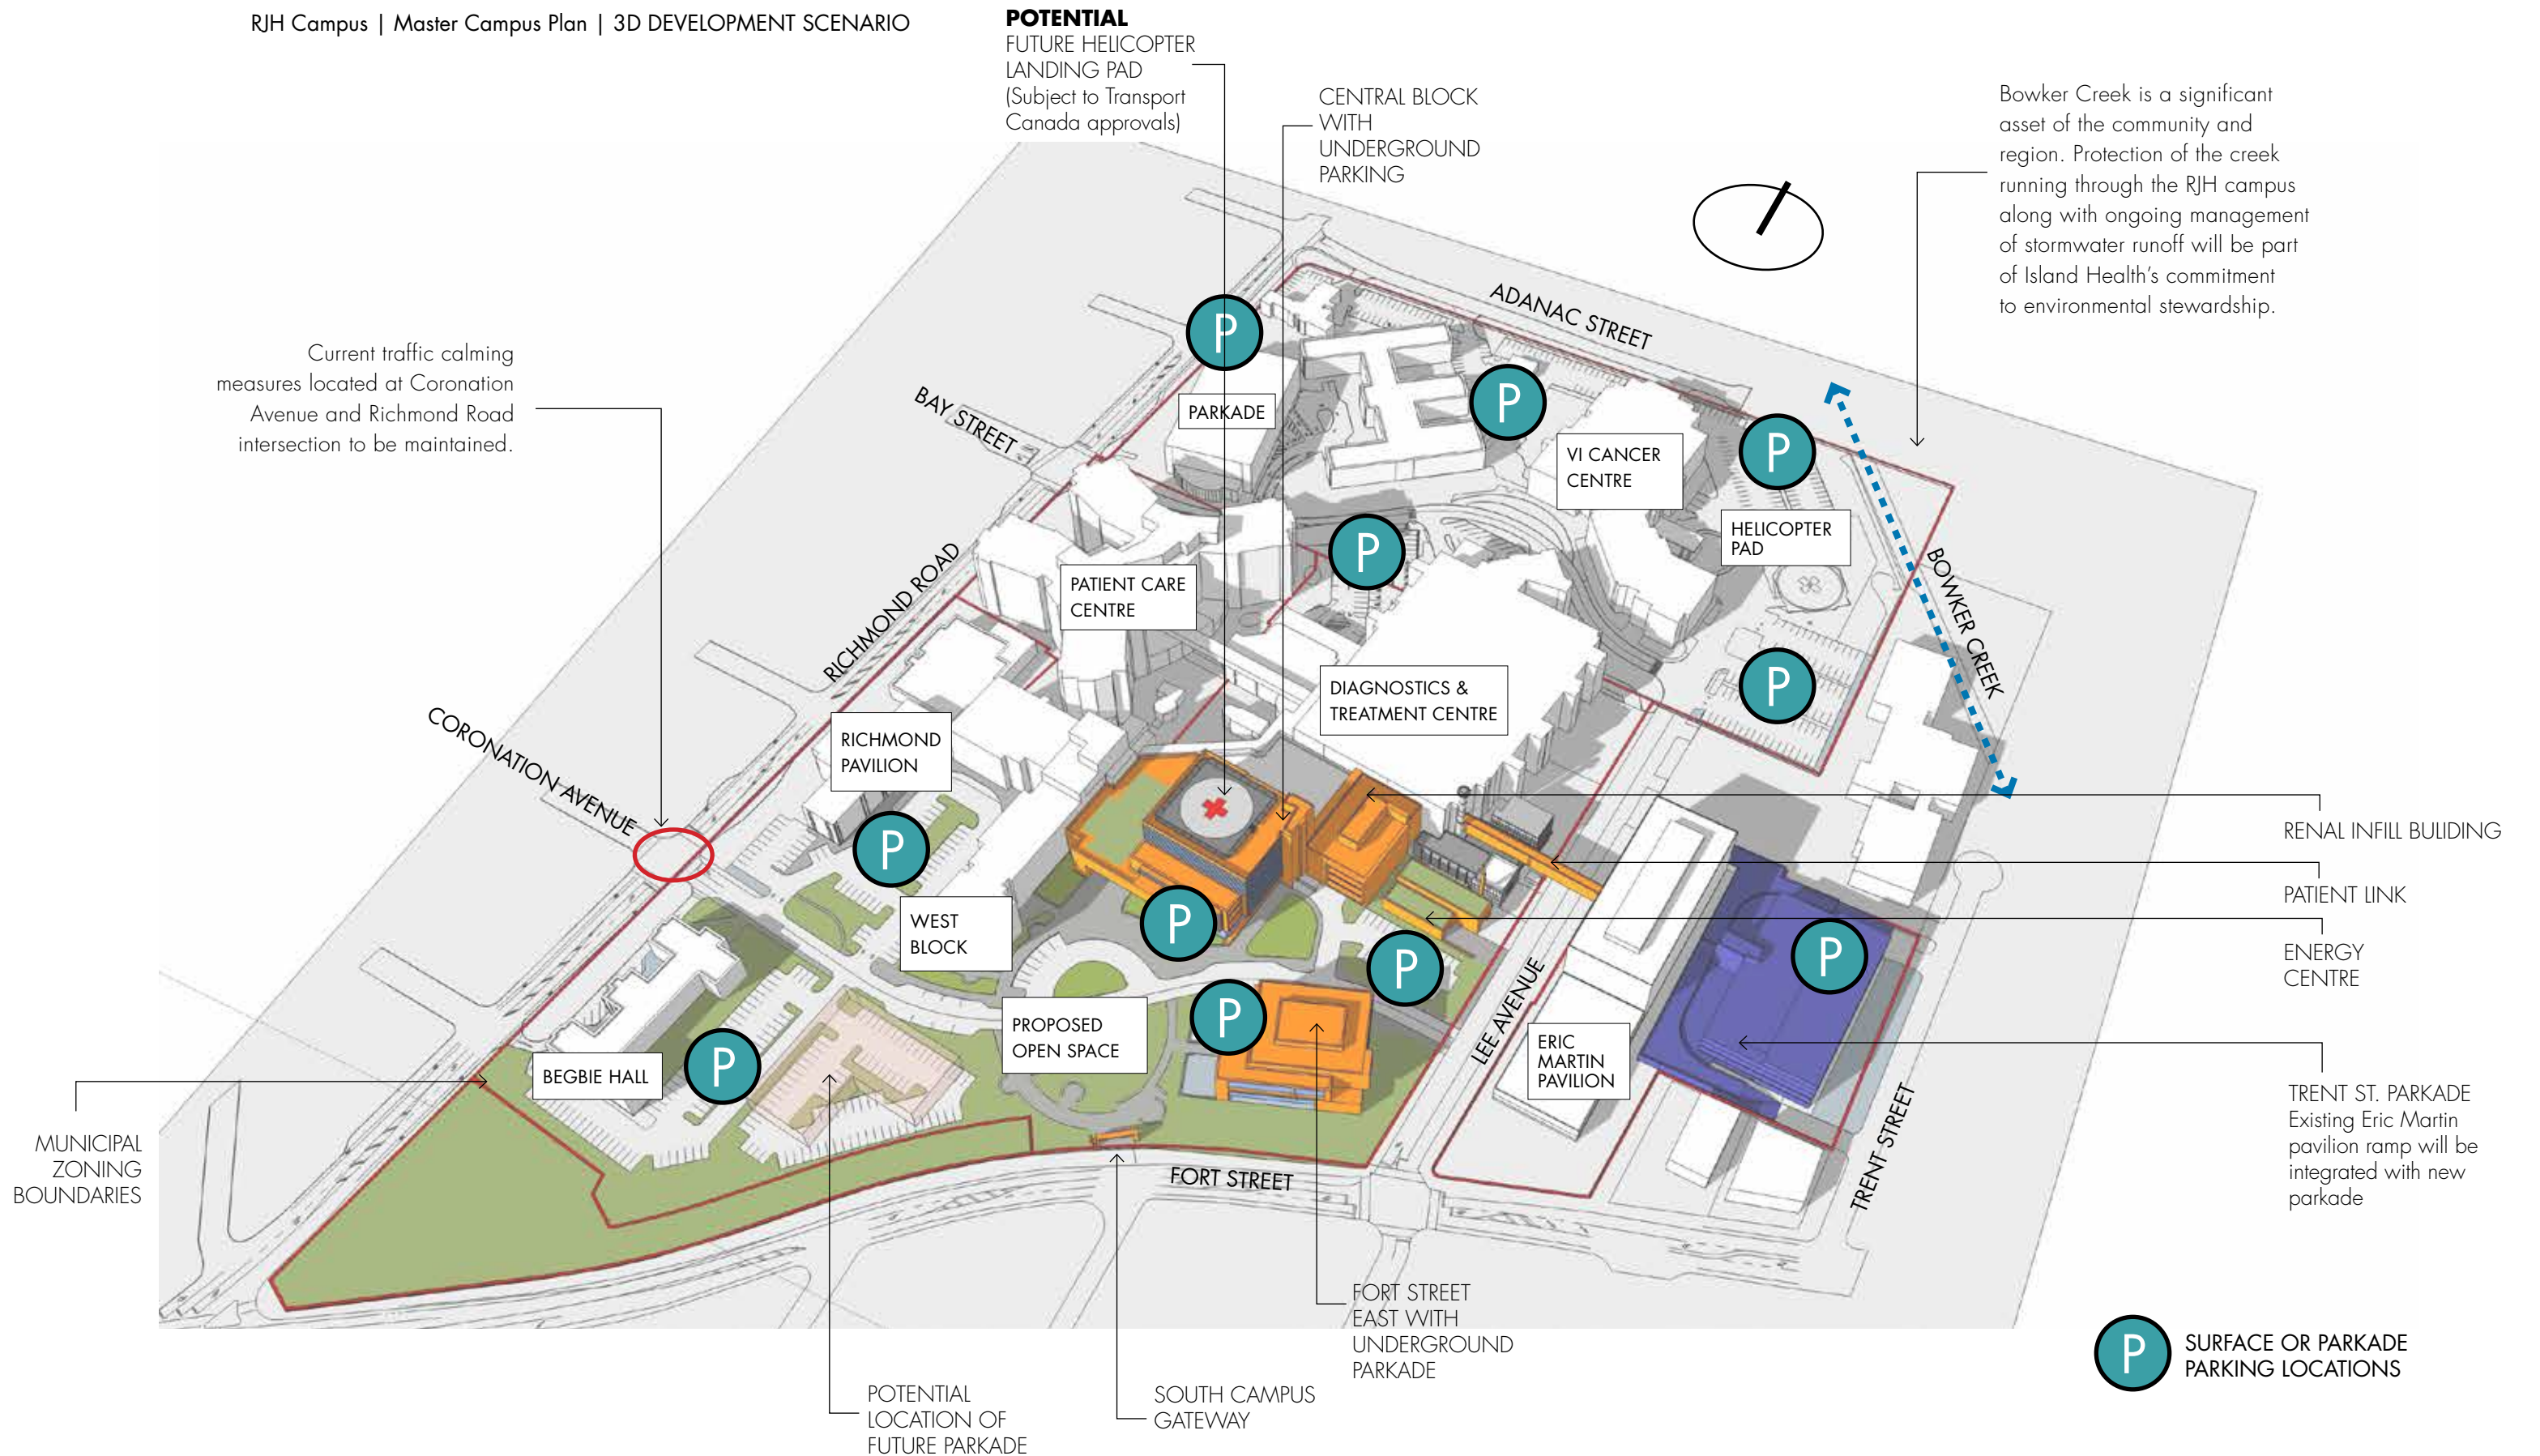 RJH Campus | Master Campus Plan | 3D DEVELOPMENT SCENARIO
POTENTIAL
FUTURE HELICOPTER
LANDING PAD
(Subject to Transport
Canada approvals)
CENTRAL BLOCK
WITH
UNDERGROUND
PARKING
Bowker Creek is a significant
asset of the community and
region. Protection of the creek
running through the RJH campus
along with ongoing management
of stormwater runoff will be part
of Island Health's commitment
to environmental stewardship.
Current traffic calming
measures located at Coronation
Avenue and Richmond Road
intersection to be maintained.
ADANAC STREET
P
PARKADE
BAY STREET
P
VI CANCER
CENTRE
P
HELICOPTER
PAD
P
BOWKER CREEK
RICHMOND ROAD
PATIENT CARE
CENTRE
DIAGNOSTICS &
TREATMENT CENTRE
P
CORONATION AVENUE
RICHMOND
PAVILION
P
RENAL INFILL BULIDING
PATIENT LINK
WEST
BLOCK
P
P
P
ENERGY
CENTRE
PROPOSED
OPEN SPACE
P
LEE AVENUE
ERIC
MARTIN
PAVILION
BEGBIE HALL
P
TRENT ST. PARKADE
Existing Eric Martin
pavilion ramp will be
integrated with new
parkade
TRENT STREET
MUNICIPAL
ZONING
BOUNDARIES
FORT STREET
FORT STREET
EAST WITH
UNDERGROUND
PARKADE
POTENTIAL
LOCATION OF
FUTURE PARKADE
SOUTH CAMPUS
GATEWAY
P
SURFACE OR PARKADE
PARKING LOCATIONS